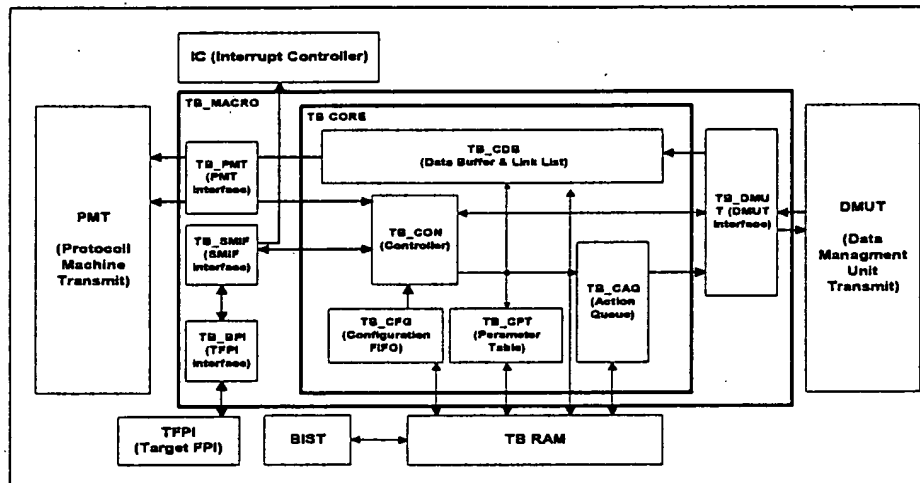 IC (Interrupt Controller)
TB_MACRO
TB CORE
TB_CDB
(Data Buffer & Link List)
TB_PMT
(PMT
Interface)
TB_DMU
T (DMUT
Interface)
PMT
(Protocoll
Machine
Transmit)
TB_CON
(Controller)
DMUT
(Data
Managment
Unit
Transmit)
TB_SMIF
(SMIF
Interface)
TB_CAQ
(Action
Queue)
TB_BPI
(TFPI
Interface)
TB_CFG
(Configuration
FIFO)
TB_CPT
(Parameter
Table)
TFPI
(Target FPI)
BIST
TB RAM